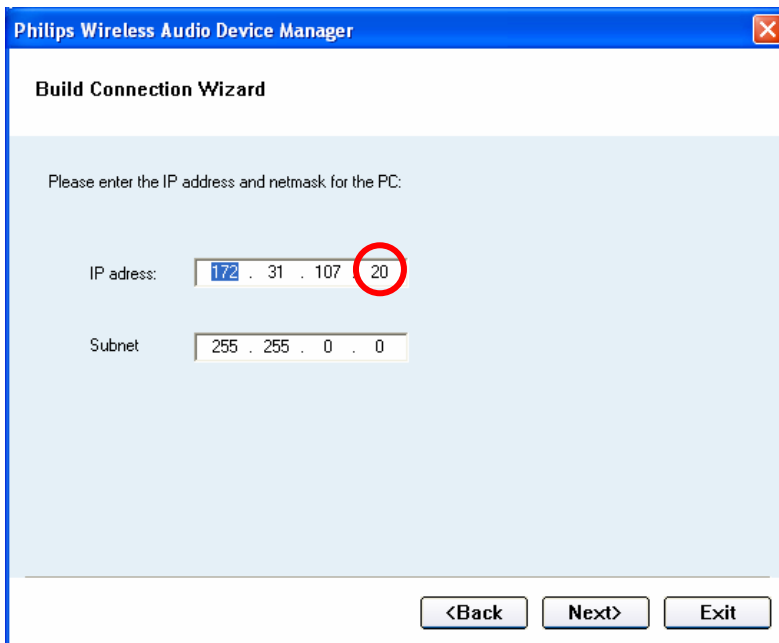 Philips Wireless Audio Device Manager
Build Connection Wizard
Please enter the IP address and netmask for the PC:
IP adress: 172 . 31 . 107 . 20
Subnet 255 . 255 . 0 . 0
<Back Next> Exit